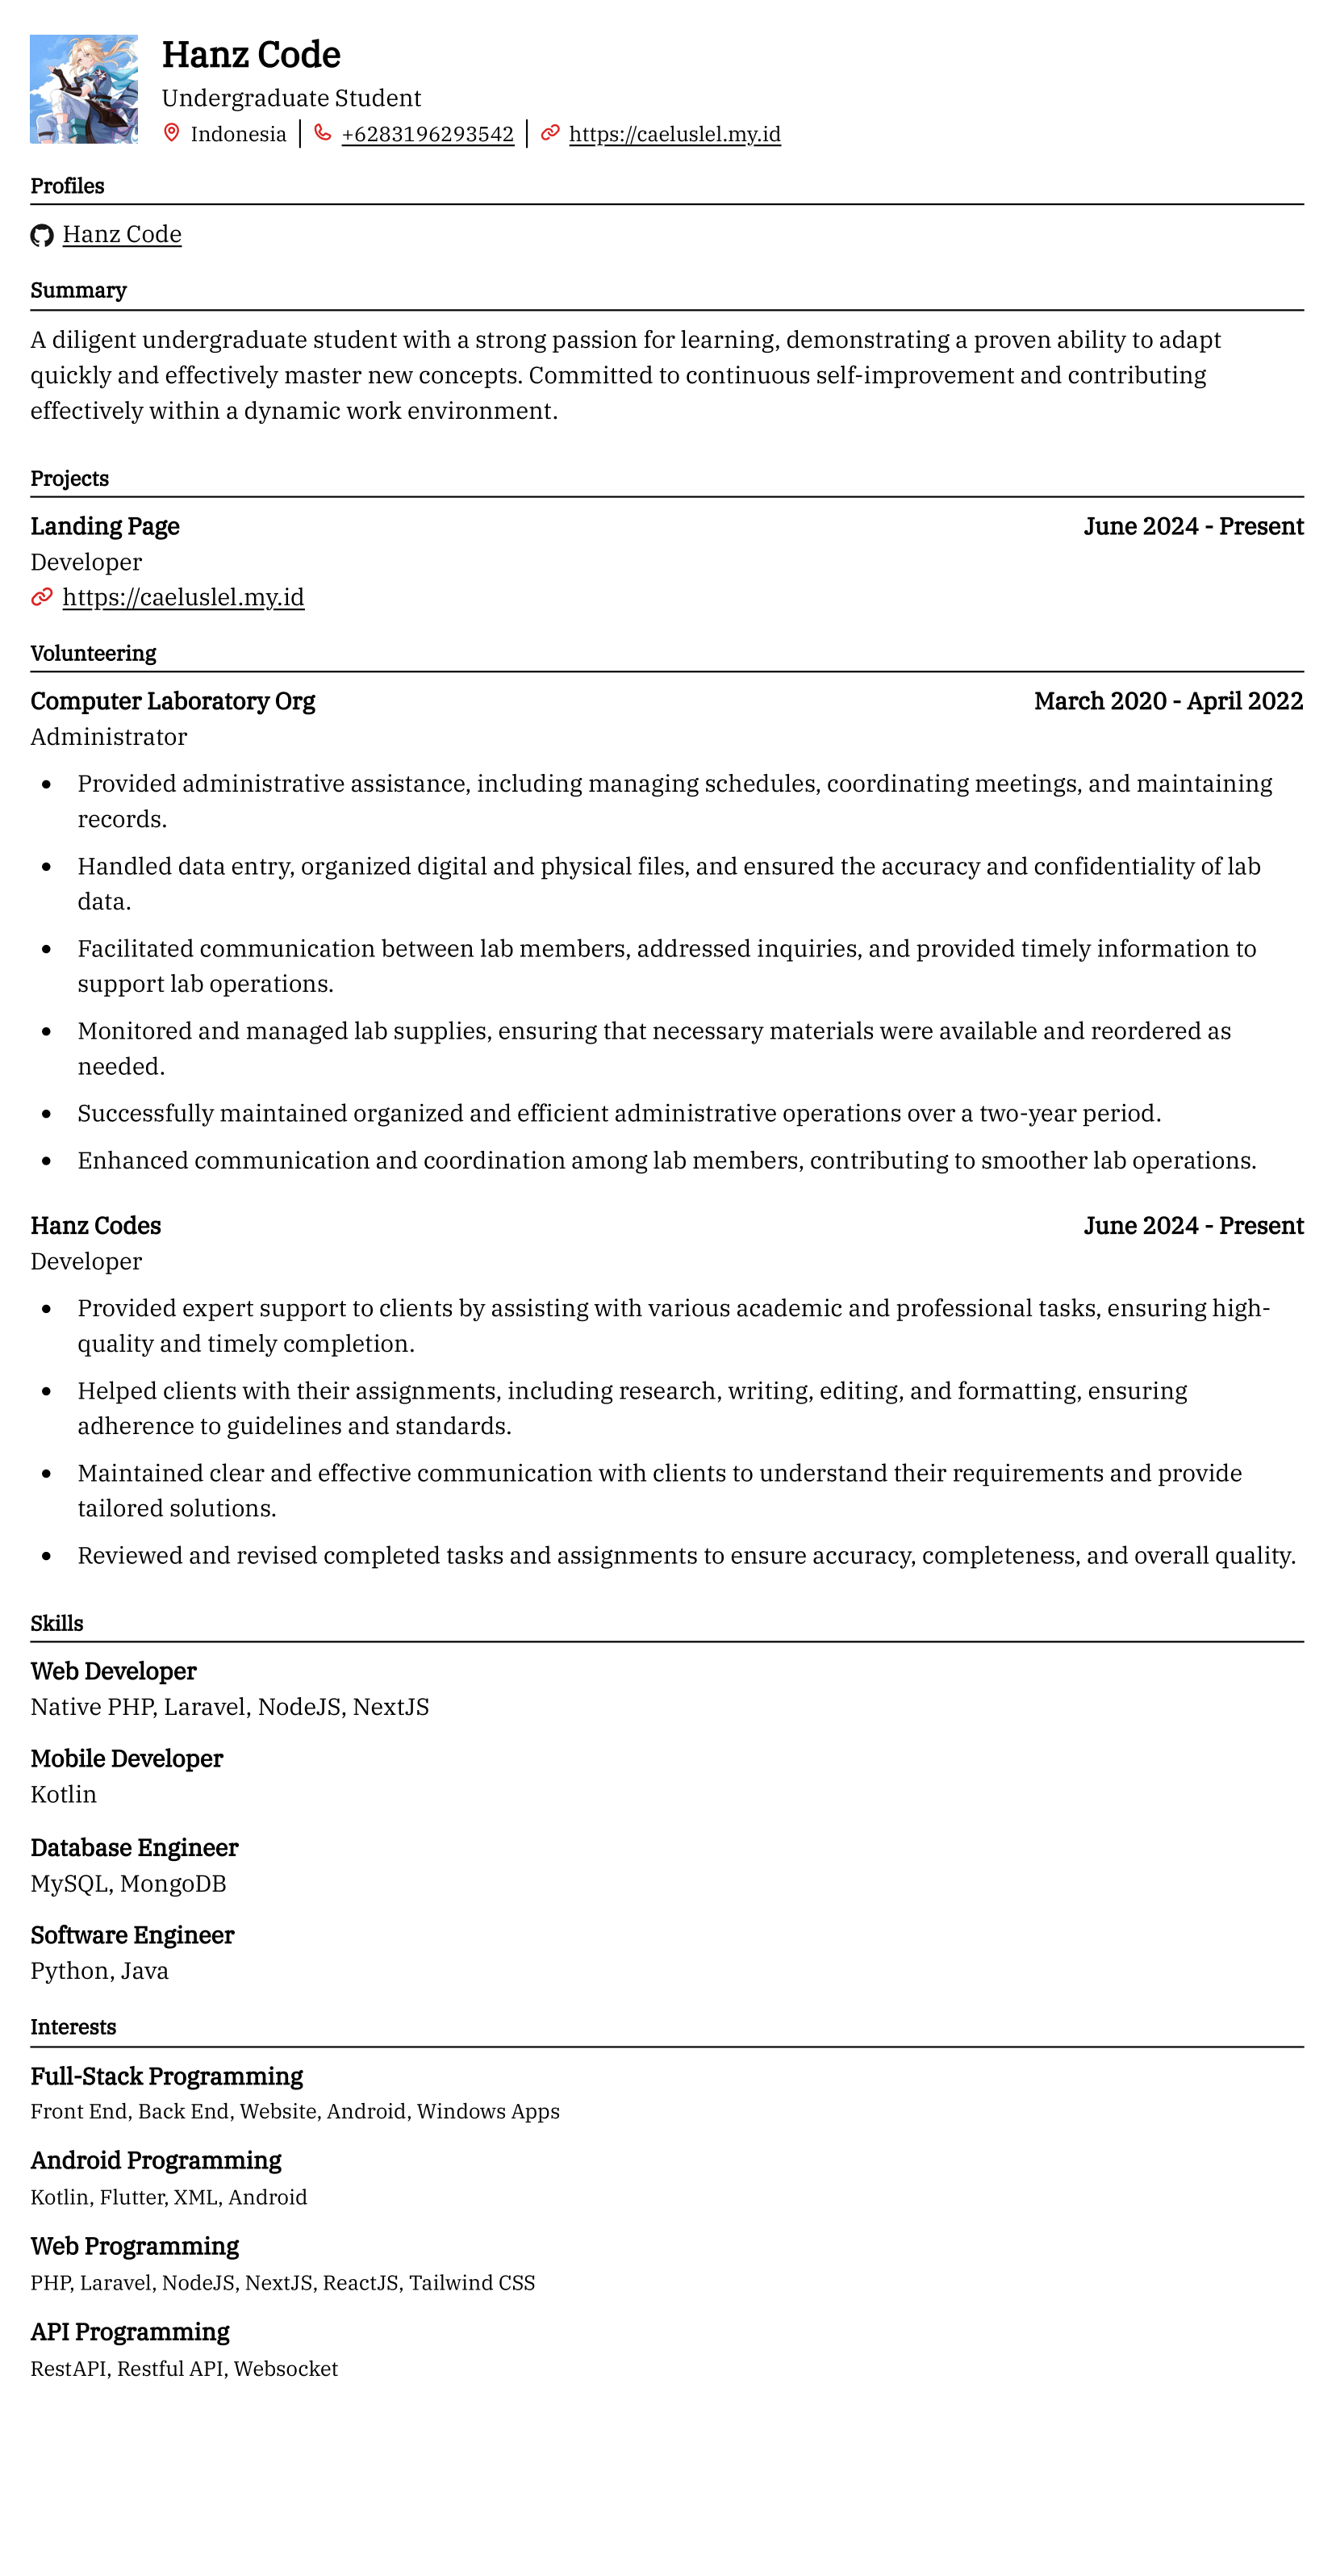 Hanz Code
Undergraduate Student
Indonesia | +6283196293542 | https://caeluslel.my.id
Profiles
Hanz Code
Summary
A diligent undergraduate student with a strong passion for learning, demonstrating a proven ability to adapt
quickly and effectively master new concepts. Committed to continuous self-improvement and contributing
effectively within a dynamic work environment.
Projects
Landing Page June 2024 - Present
Developer
https://caeluslel.my.id
Volunteering
Computer Laboratory Org March 2020 - April 2022
Administrator
• Provided administrative assistance, including managing schedules, coordinating meetings, and maintaining
records.
• Handled data entry, organized digital and physical files, and ensured the accuracy and confidentiality of lab
data.
• Facilitated communication between lab members, addressed inquiries, and provided timely information to
support lab operations.
• Monitored and managed lab supplies, ensuring that necessary materials were available and reordered as
needed.
• Successfully maintained organized and efficient administrative operations over a two-year period.
• Enhanced communication and coordination among lab members, contributing to smoother lab operations.
Hanz Codes June 2024 - Present
Developer
• Provided expert support to clients by assisting with various academic and professional tasks, ensuring high-
quality and timely completion.
• Helped clients with their assignments, including research, writing, editing, and formatting, ensuring
adherence to guidelines and standards.
• Maintained clear and effective communication with clients to understand their requirements and provide
tailored solutions.
• Reviewed and revised completed tasks and assignments to ensure accuracy, completeness, and overall quality.
Skills
Web Developer
Native PHP, Laravel, NodeJS, NextJS
Mobile Developer
Kotlin
Database Engineer
MySQL, MongoDB
Software Engineer
Python, Java
Interests
Full-Stack Programming
Front End, Back End, Website, Android, Windows Apps
Android Programming
Kotlin, Flutter, XML, Android
Web Programming
PHP, Laravel, NodeJS, NextJS, ReactJS, Tailwind CSS
API Programming
RestAPI, Restful API, Websocket